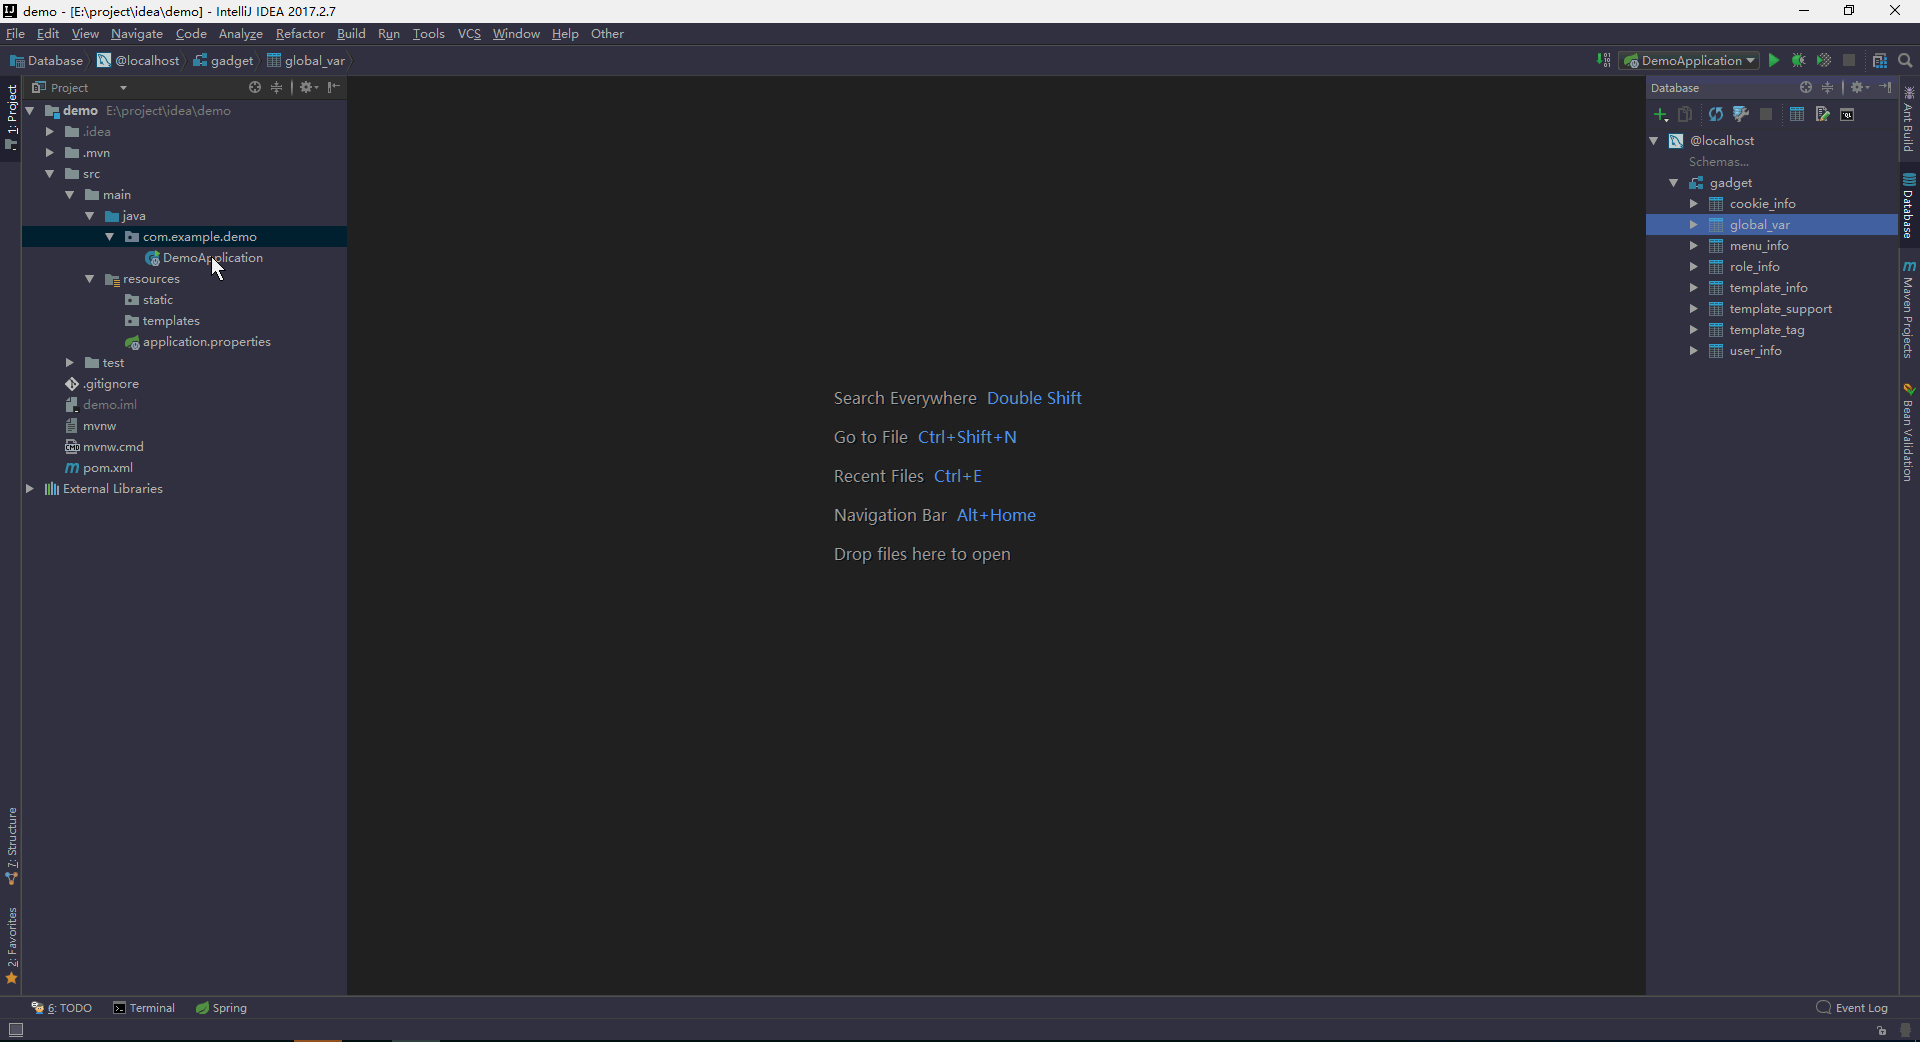 demo - [E:\project\idea\demo] - IntelliJ IDEA 2017.2.7
File Edit View Navigate Code Analyze Refactor Build Run Tools VCS Window Help Other
Database @localhost gadget global_var
DemoApplication
Project
demo E:\project\idea\demo
.idea
.mvn
src
main
java
com.example.demo
DemoApplication
resources
static
templates
application.properties
test
.gitignore
demo.iml
mvnw
mvnw.cmd
pom.xml
External Libraries
1: Project
7: Structure
2: Favorites
Search Everywhere Double Shift
Go to File Ctrl+Shift+N
Recent Files Ctrl+E
Navigation Bar Alt+Home
Drop files here to open
Database
@localhost
Schemas...
gadget
cookie_info
global_var
menu_info
role_info
template_info
template_support
template_tag
user_info
Ant Build
Database
Maven Projects
Bean Validation
6: TODO Terminal Spring
Event Log